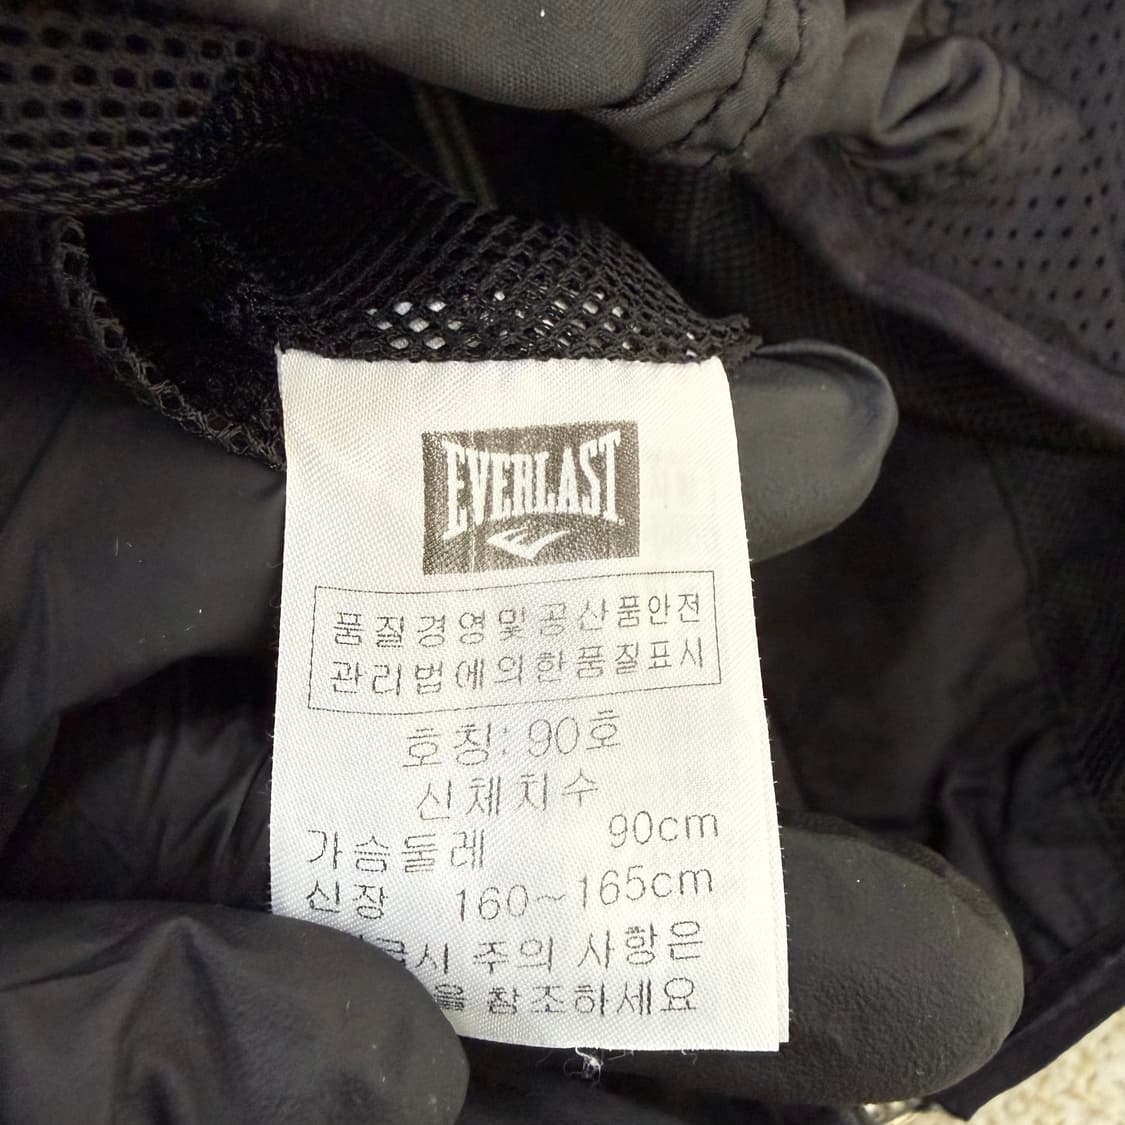 EVERLAST
품질경영및공산품안전
관리법에의한품질표시
호칭: 90호
신체치수
가슴둘레 90cm
신장 160~165cm
주의 사항은
참조하세요